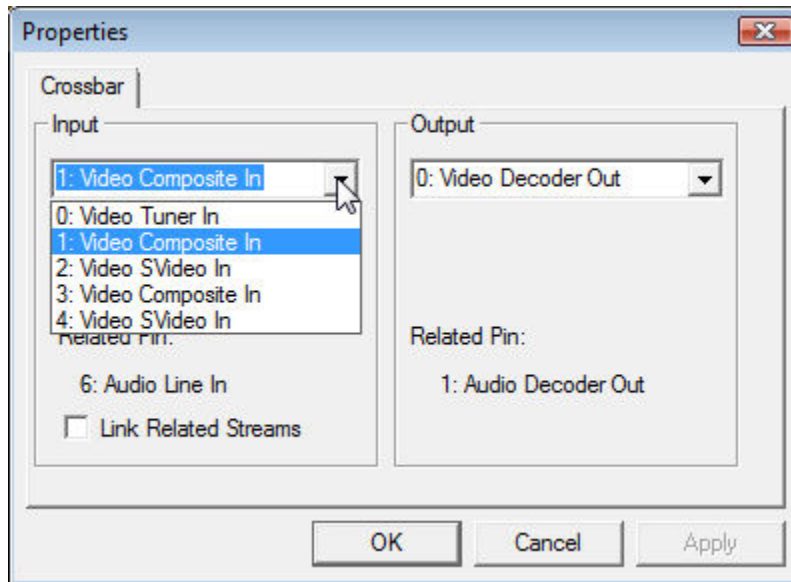 Properties
Crossbar
Input
1: Video Composite In
0: Video Tuner In
1: Video Composite In
2: Video SVideo In
3: Video Composite In
4: Video SVideo In
Related Pin:
6: Audio Line In
Link Related Streams
Output
0: Video Decoder Out
Related Pin:
1: Audio Decoder Out
OK
Cancel
Apply